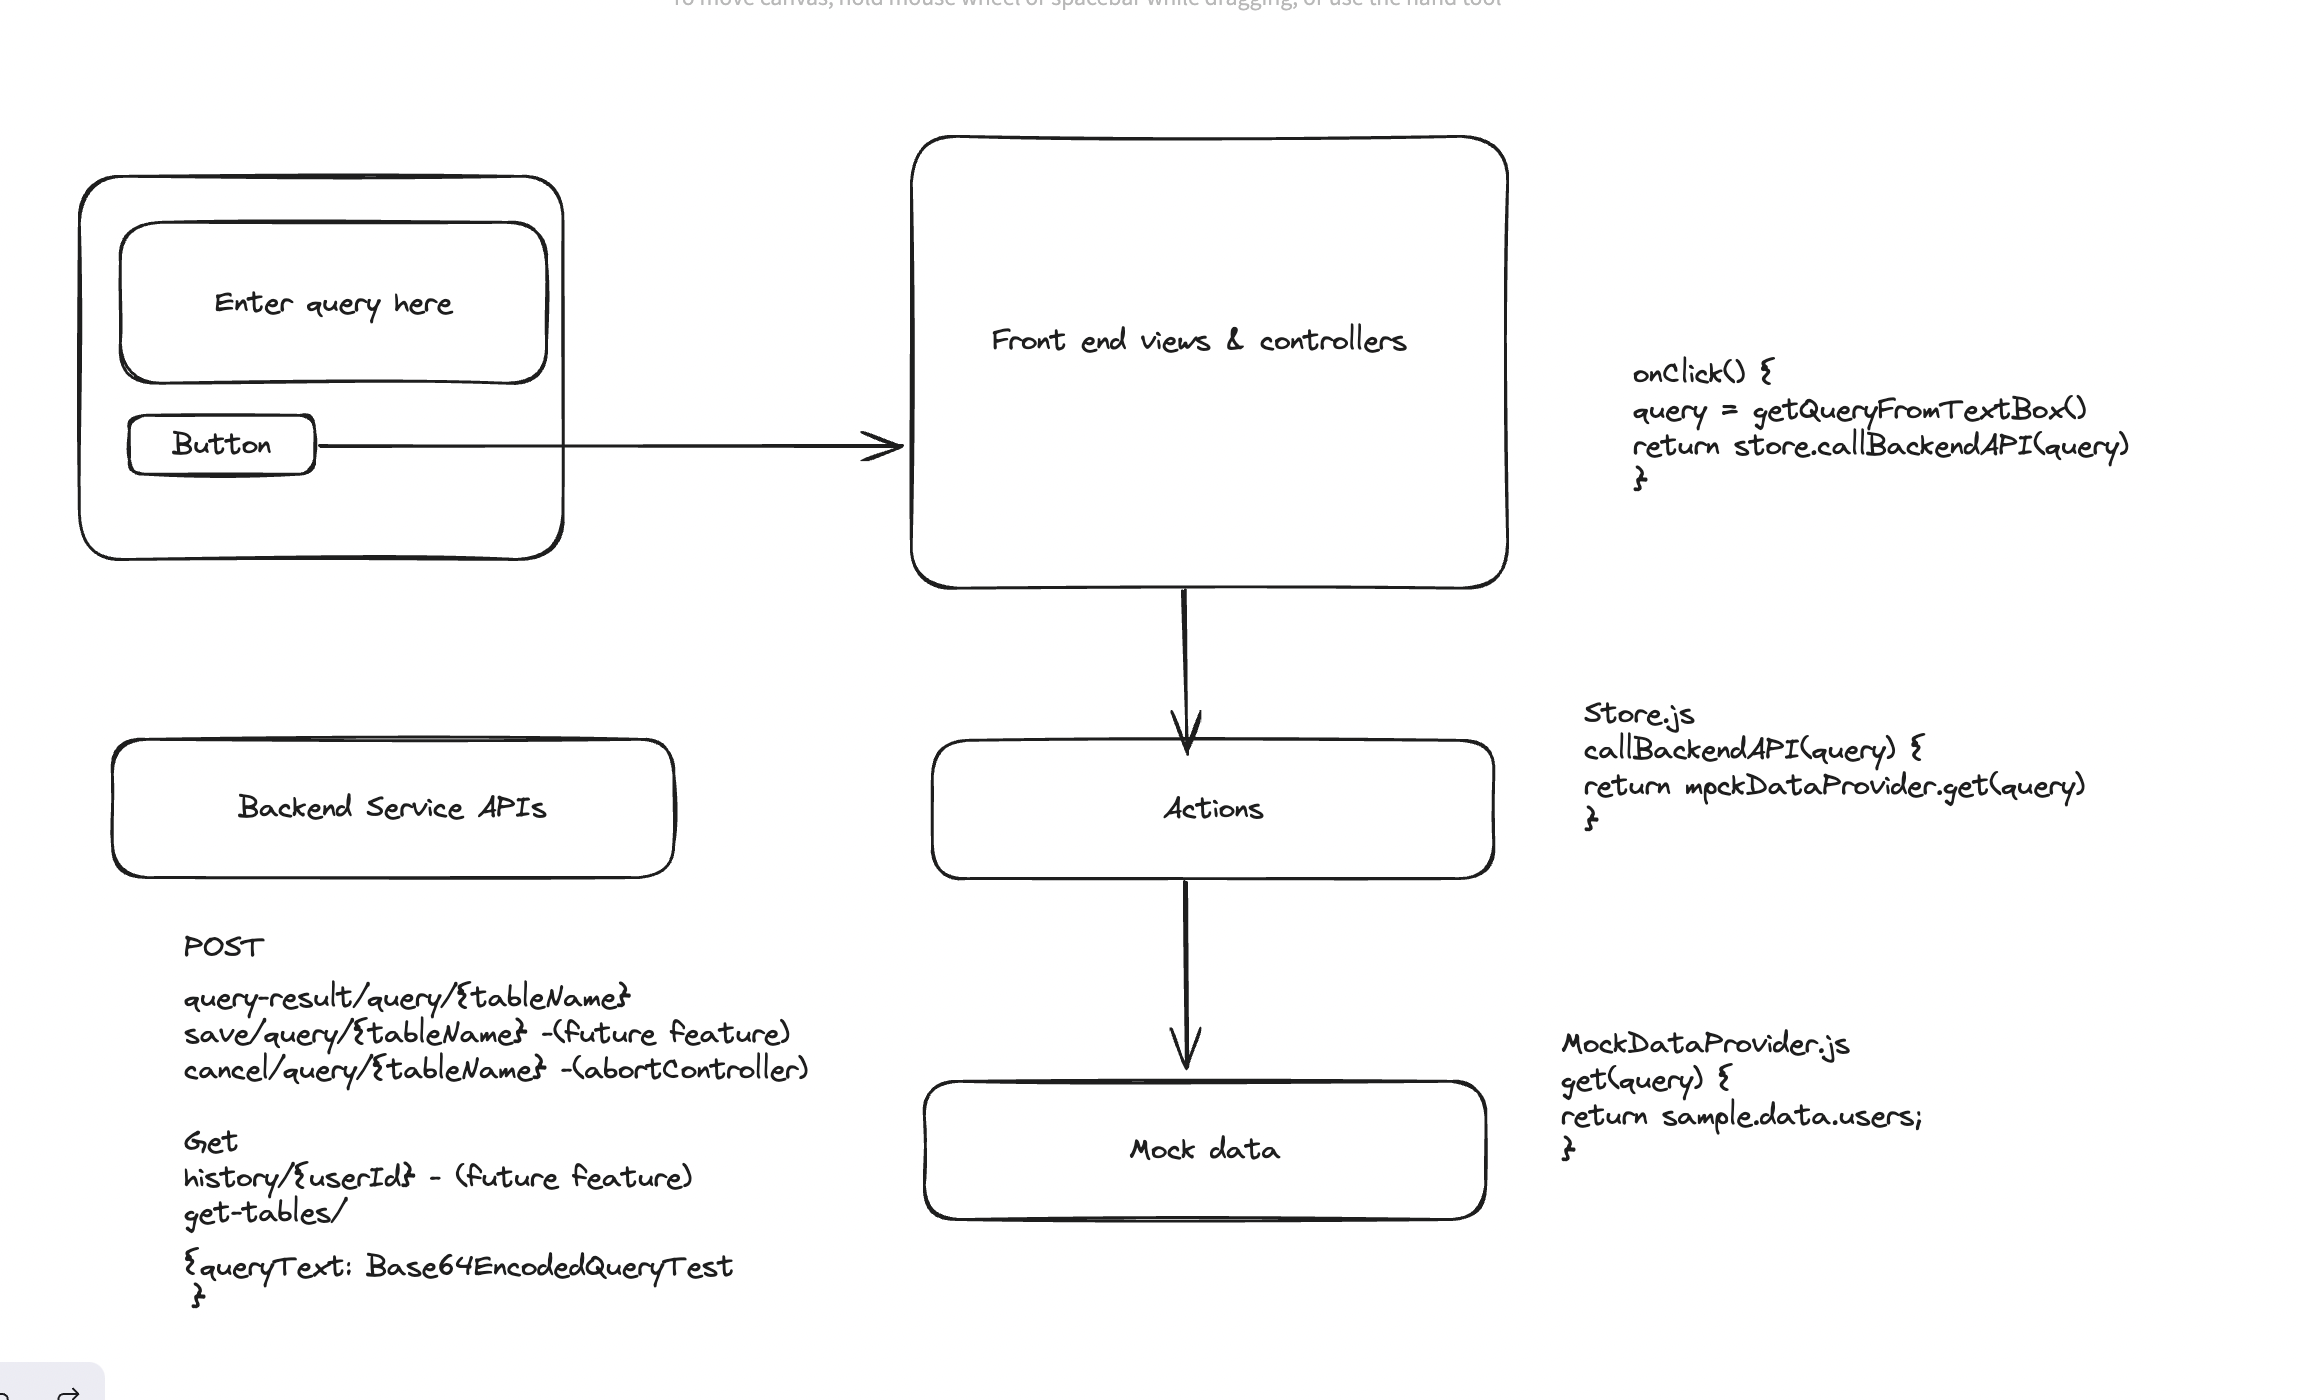 To move canvas, hold mouse wheel or spacebar while dragging, or use the hand tool
Enter query here
Button
Front end views & controllers
onClick() {
query = getQueryFromTextBox()
return store.callBackendAPI(query)
}
Backend Service APIs
Actions
Store.js
callBackendAPI(query) {
return mpckDataProvider.get(query)
}
POST
query-result/query/{tableName}
save/query/{tableName} -(future feature)
cancel/query/{tableName} -(abortController)
Get
history/{userId} - (future feature)
get-tables/
{queryText: Base64EncodedQueryTest
}
Mock data
MockDataProvider.js
get(query) {
return sample.data.users;
}